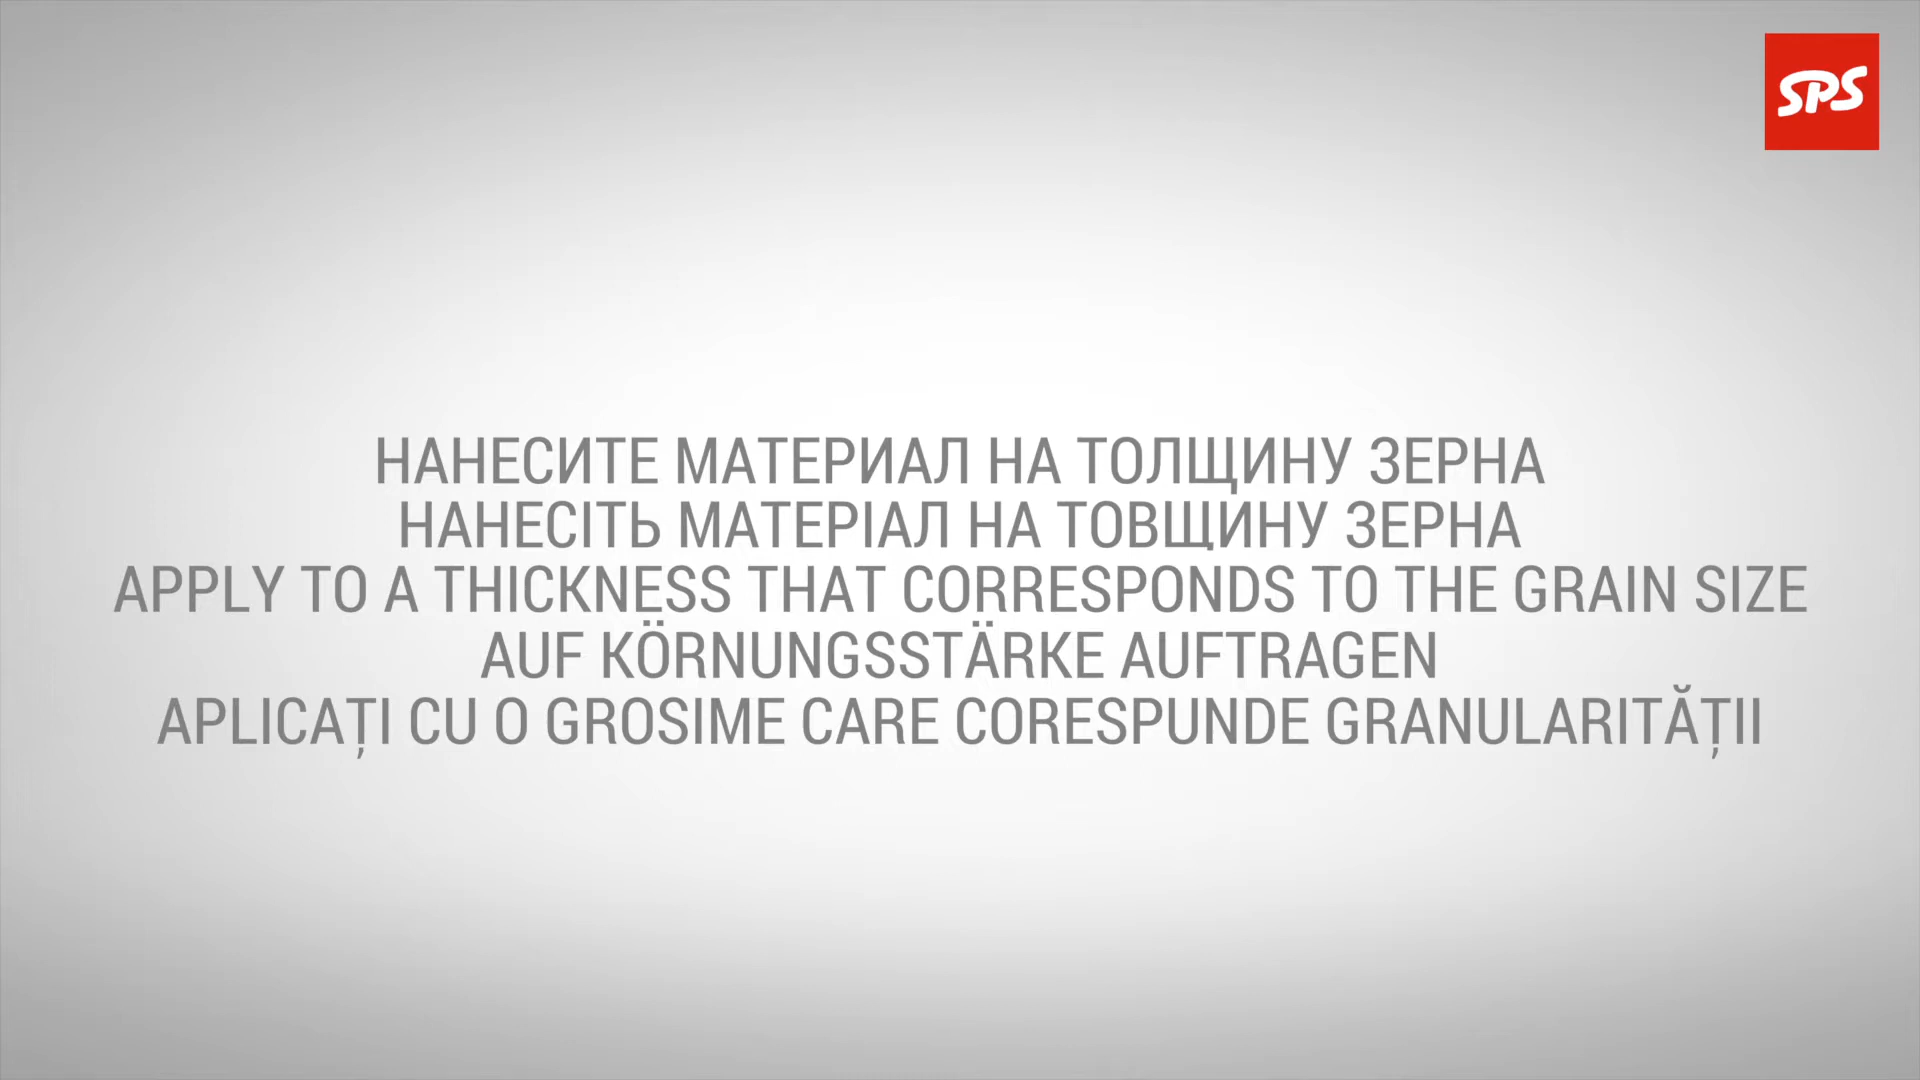 SPS
НАНЕСИТЕ МАТЕРИАЛ НА ТОЛЩИНУ ЗЕРНА
НАНЕСІТЬ МАТЕРІАЛ НА ТОВЩИНУ ЗЕРНА
APPLY TO A THICKNESS THAT CORRESPONDS TO THE GRAIN SIZE
AUF KÖRNUNGSSTÄRKE AUFTRAGEN
APLICAȚI CU O GROSIME CARE CORESPUNDE GRANULARITĂȚII